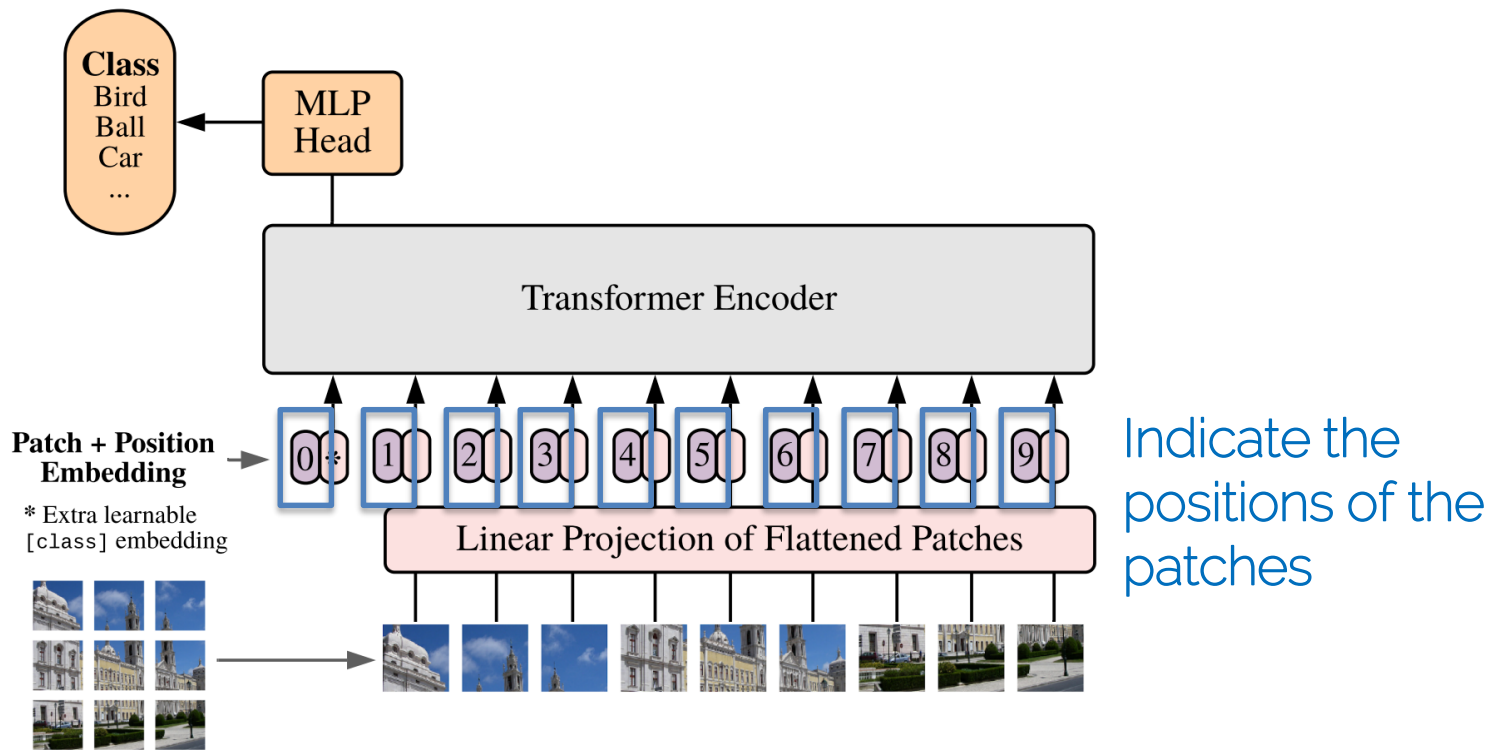 Class
Bird
Ball
Car
...
MLP
Head
Transformer Encoder
Patch + Position
Embedding
* Extra learnable
[class] embedding
0 * 1 2 3 4 5 6 7 8 9
Linear Projection of Flattened Patches
Indicate the
positions of the
patches